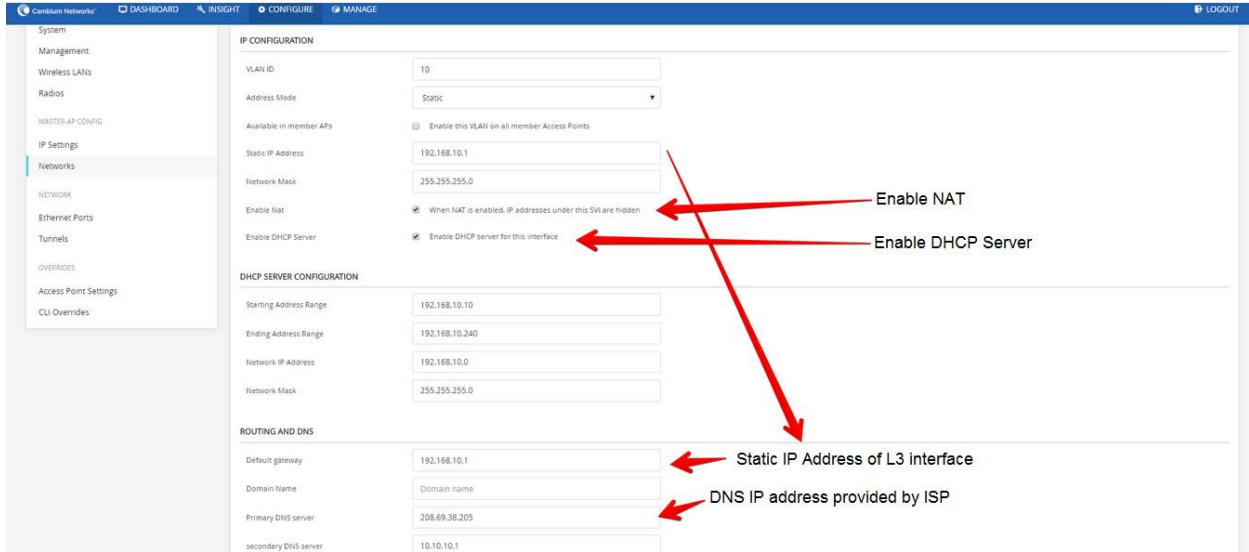 Cambium Networks DASHBOARD INSIGHT CONFIGURE MANAGE LOGOUT
System
Management
Wireless LANs
Radios
MASTER-AP CONFIG
IP Settings
Networks
NETWORK
Ethernet Ports
Tunnels
OVERRIDES
Access Point Settings
CLI Overrides
IP CONFIGURATION
VLAN ID 10
Address Mode Static
Available in member APs Enable this VLAN on all member Access Points
Static IP Address 192.168.10.1
Network Mask 255.255.255.0
Enable Nat When NAT is enabled, IP addresses under this SVI are hidden
Enable NAT
Enable DHCP Server Enable DHCP server for this interface
Enable DHCP Server
DHCP SERVER CONFIGURATION
Starting Address Range 192.168.10.10
Ending Address Range 192.168.10.240
Network IP Address 192.168.10.0
Network Mask 255.255.255.0
ROUTING AND DNS
Default gateway 192.168.10.1
Static IP Address of L3 interface
Domain Name Domain name
DNS IP address provided by ISP
Primary DNS server 208.69.38.205
secondary DNS server 10.10.10.1